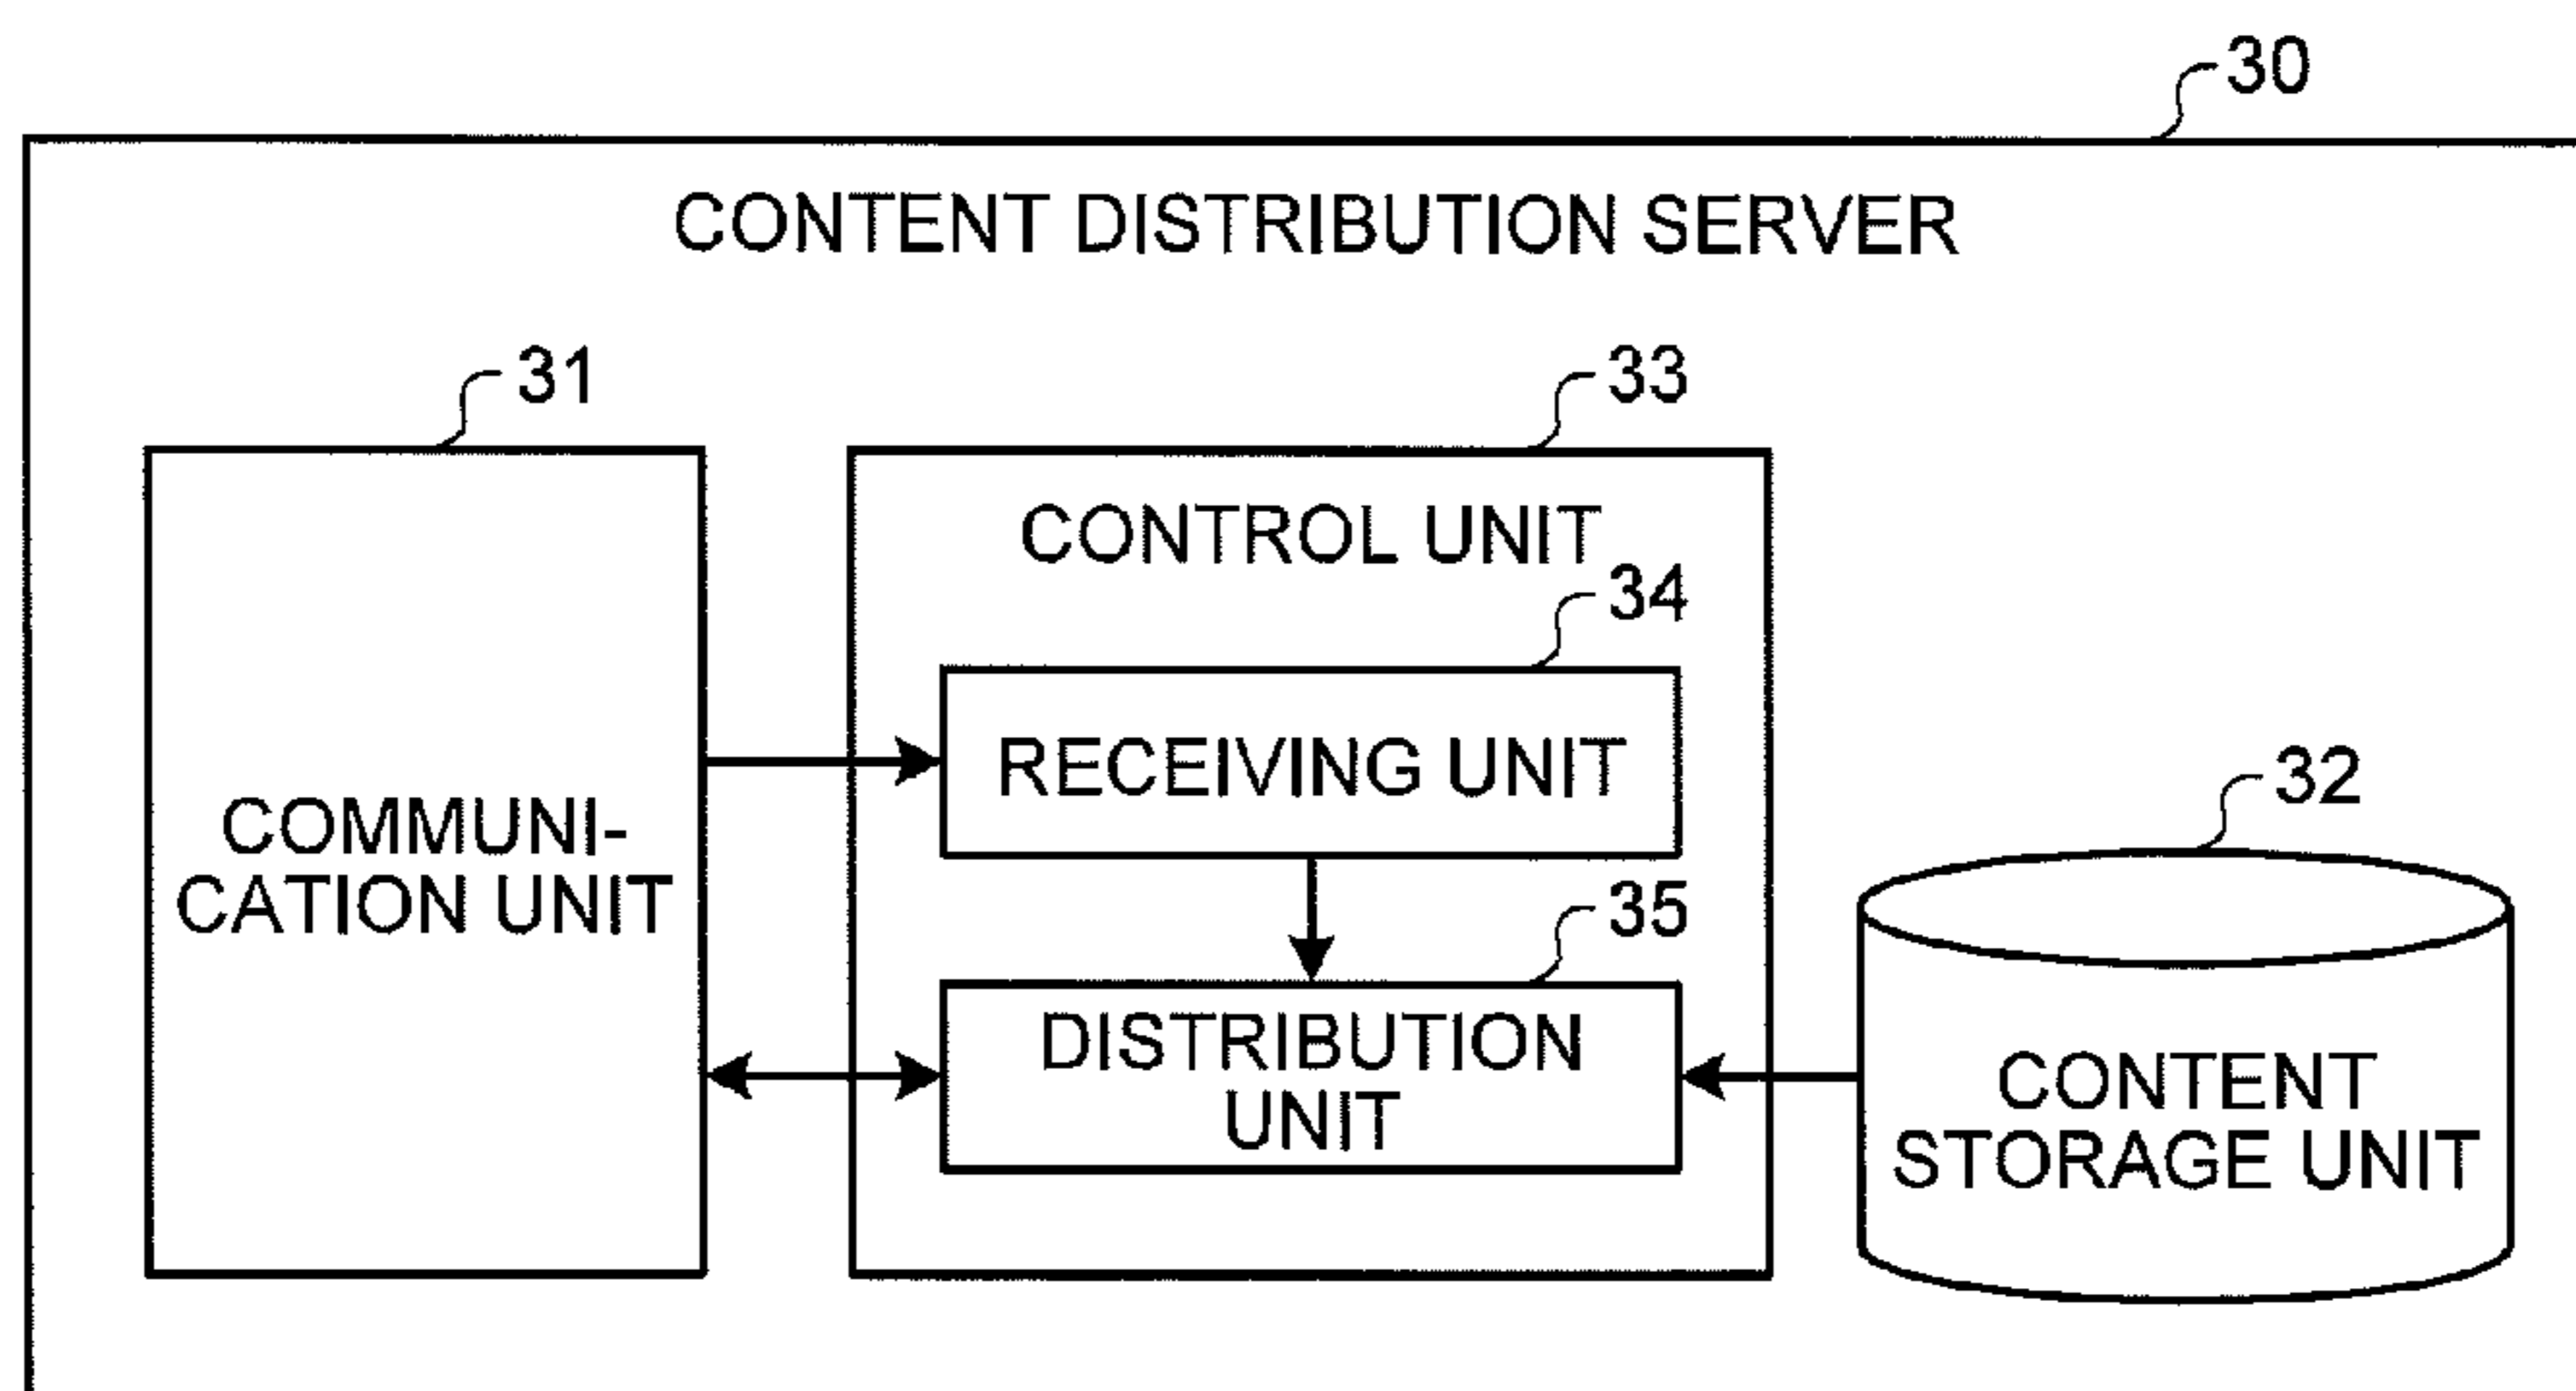 30
CONTENT DISTRIBUTION SERVER
31
33
CONTROL UNIT
34
RECEIVING UNIT
COMMUNI-
CATION UNIT
32
35
DISTRIBUTION
UNIT
CONTENT
STORAGE UNIT